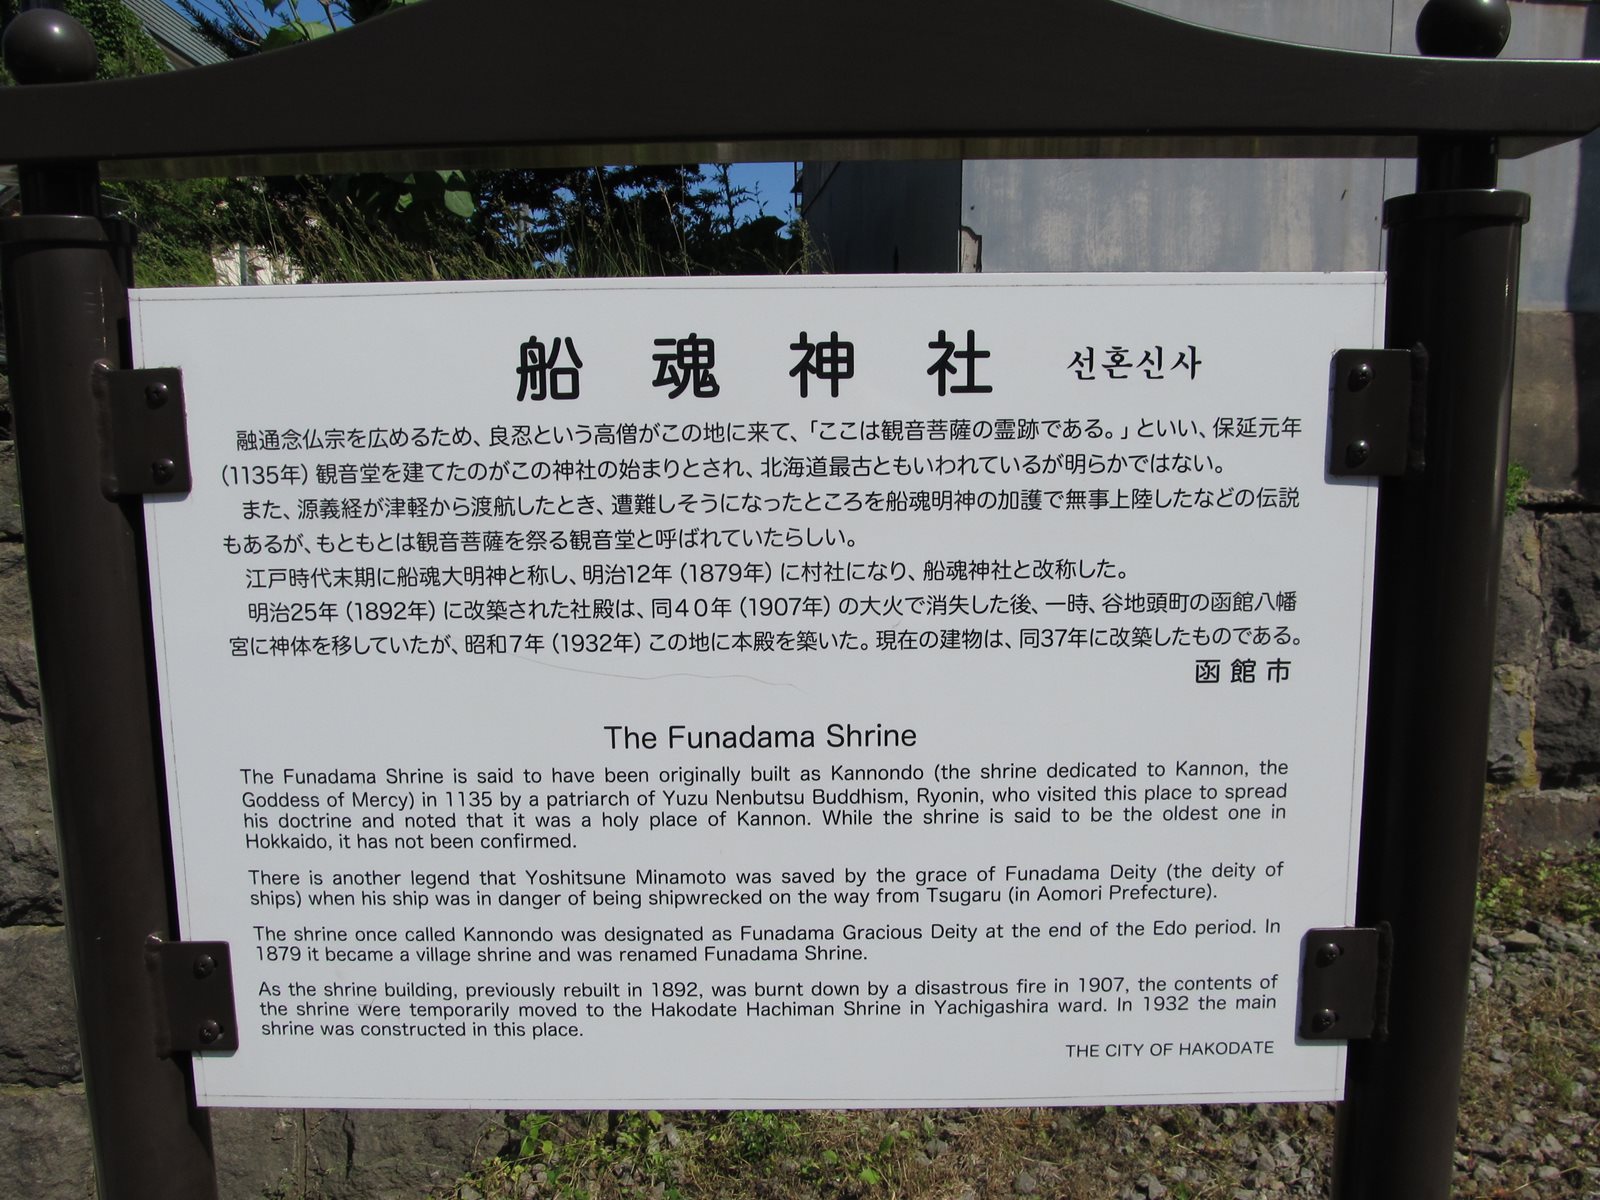 船魂神社 선혼신사
融通念仏宗を広めるため、良忍という高僧がこの地に来て、「ここは観音菩薩の霊跡である。」といい、保延元年
(1135年) 観音堂を建てたのがこの神社の始まりとされ、北海道最古ともいわれているが明らかではない。
また、源義経が津軽から渡航したとき、遭難しそうになったところを船魂明神の加護で無事上陸したなどの伝説
もあるが、もともとは観音菩薩を祭る観音堂と呼ばれていたらしい。
江戸時代末期に船魂大明神と称し、明治12年 (1879年) に村社になり、船魂神社と改称した。
明治25年 (1892年) に改築された社殿は、同40年 (1907年) の大火で消失した後、一時、谷地頭町の函館八幡
宮に神体を移していたが、昭和7年 (1932年) この地に本殿を築いた。現在の建物は、同37年に改築したものである。
函館市
The Funadama Shrine
The Funadama Shrine is said to have been originally built as Kannondo (the shrine dedicated to Kannon, the
Goddess of Mercy) in 1135 by a patriarch of Yuzu Nenbutsu Buddhism, Ryonin, who visited this place to spread
his doctrine and noted that it was a holy place of Kannon. While the shrine is said to be the oldest one in
Hokkaido, it has not been confirmed.
There is another legend that Yoshitsune Minamoto was saved by the grace of Funadama Deity (the deity of
ships) when his ship was in danger of being shipwrecked on the way from Tsugaru (in Aomori Prefecture).
The shrine once called Kannondo was designated as Funadama Gracious Deity at the end of the Edo period. In
1879 it became a village shrine and was renamed Funadama Shrine.
As the shrine building, previously rebuilt in 1892, was burnt down by a disastrous fire in 1907, the contents of
the shrine were temporarily moved to the Hakodate Hachiman Shrine in Yachigashira ward. In 1932 the main
shrine was constructed in this place.
THE CITY OF HAKODATE